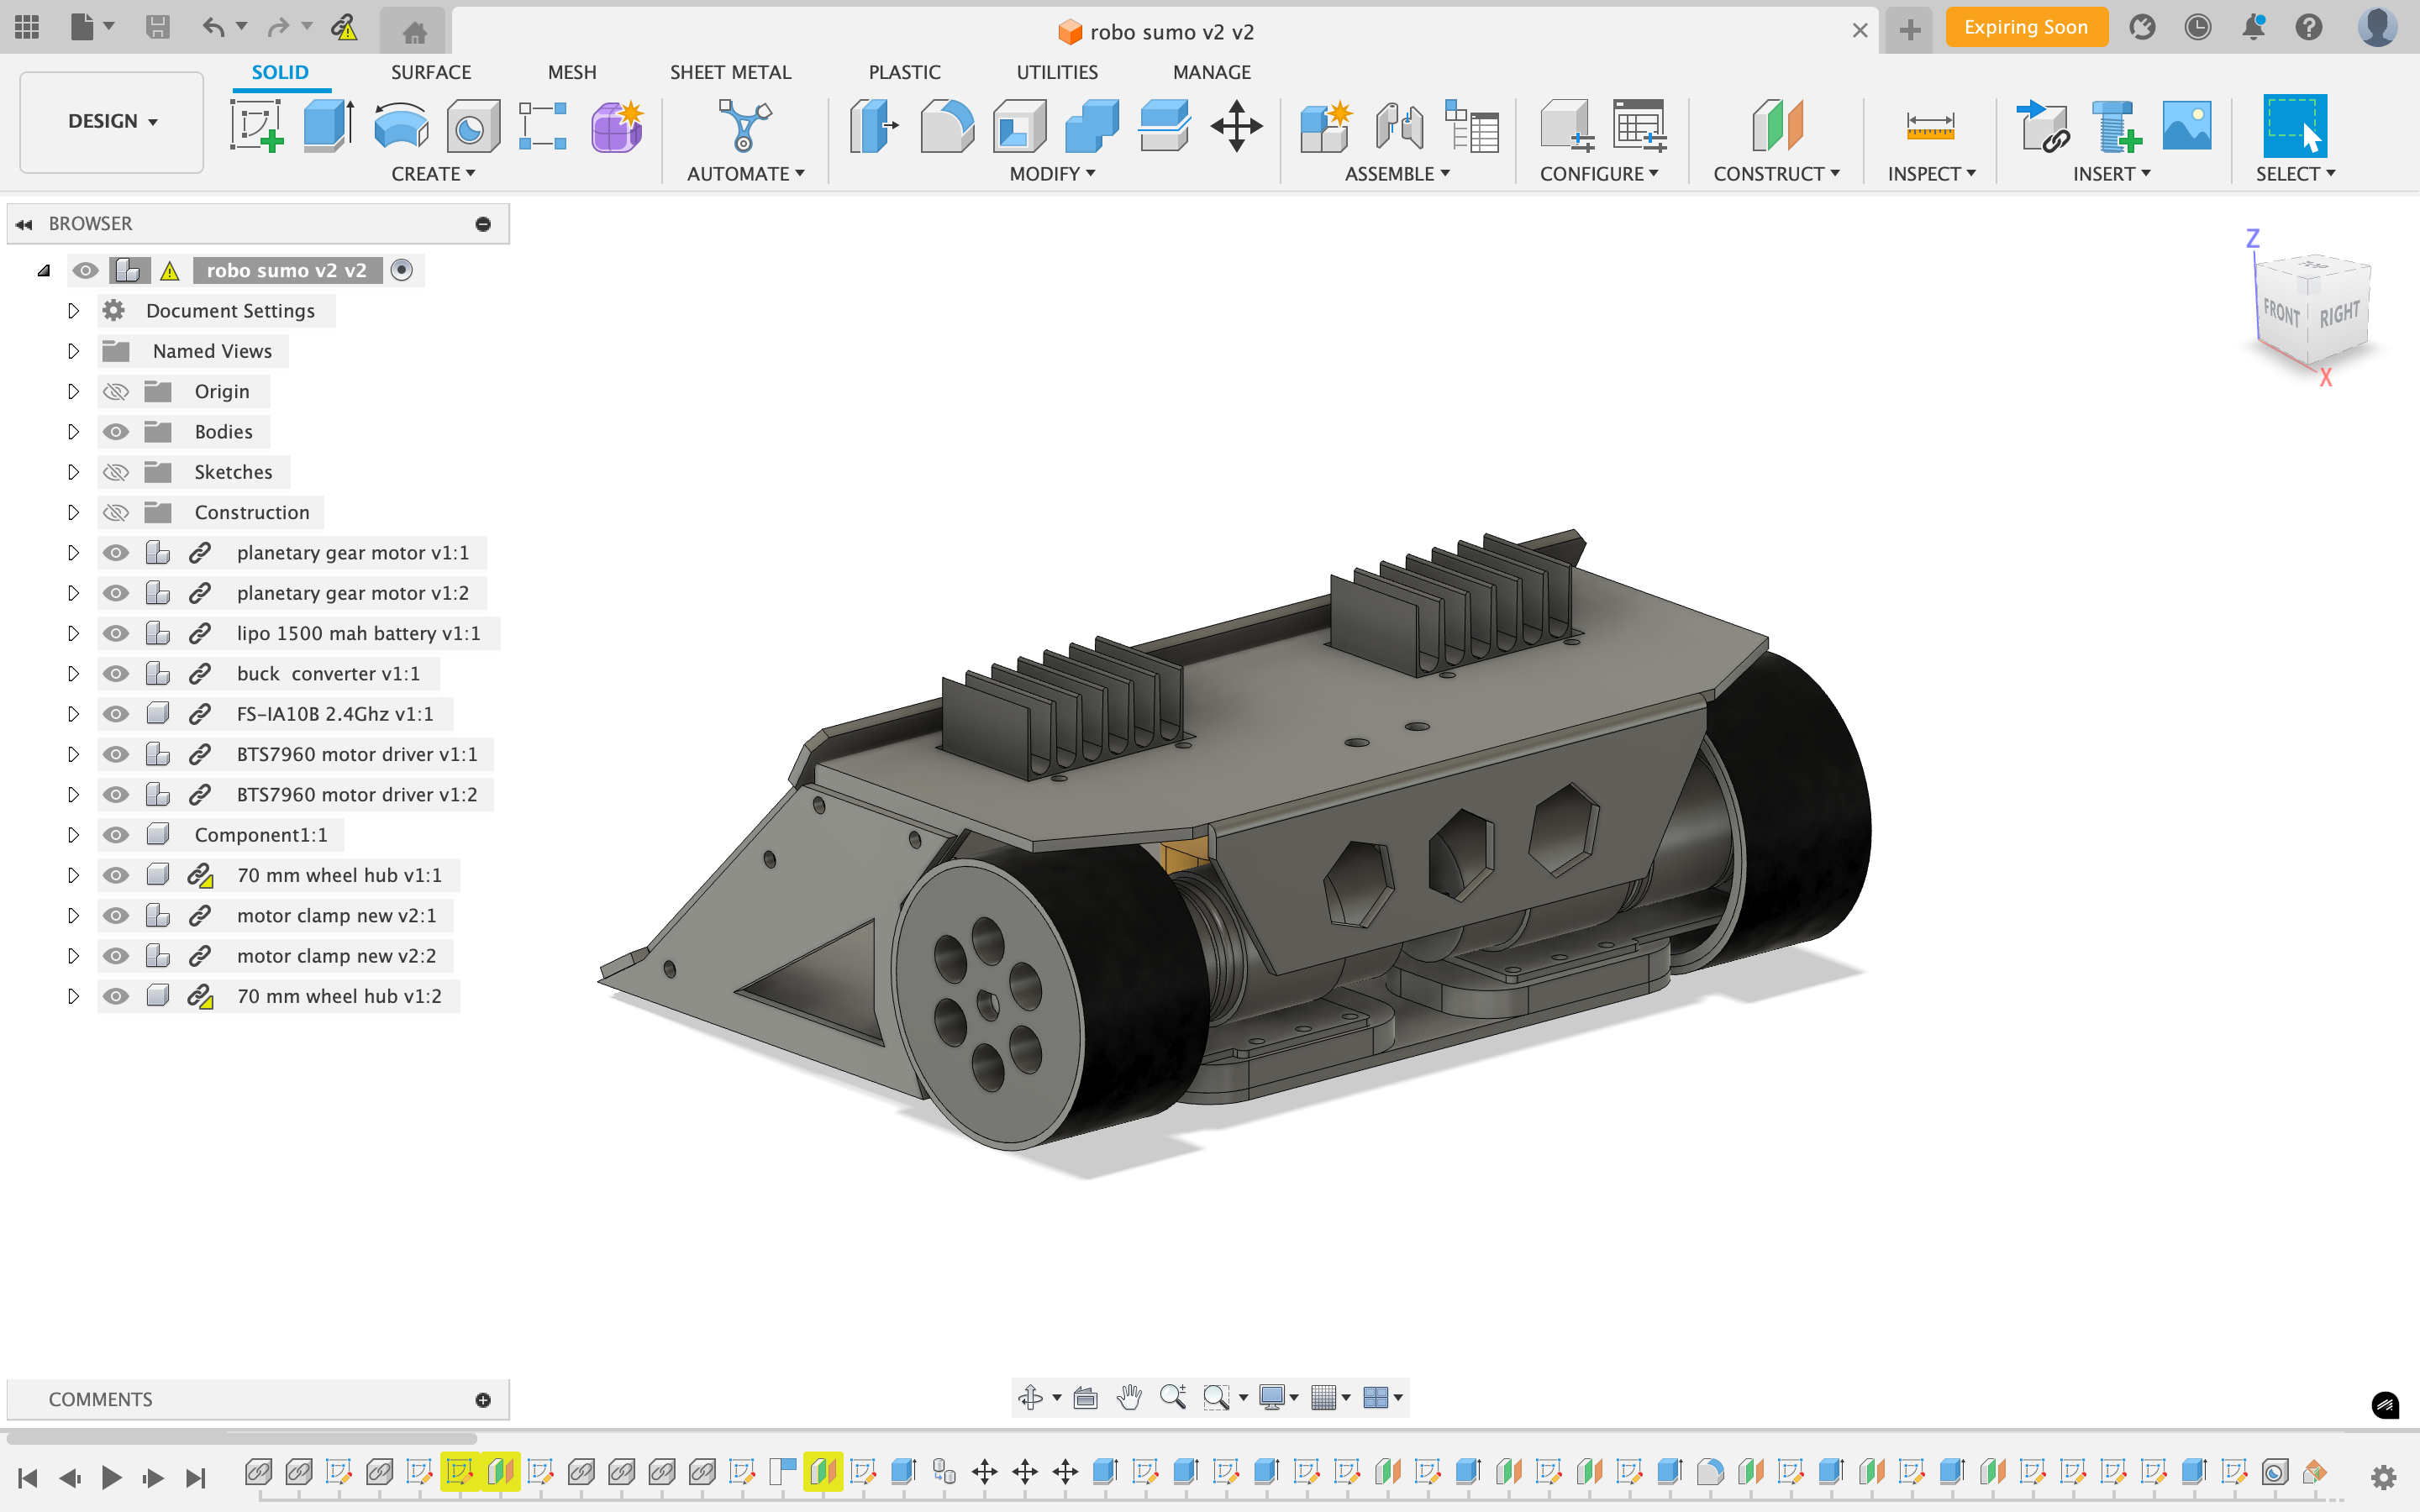 robo sumo v2 v2
Expiring Soon
DESIGN
SOLID
SURFACE
MESH
SHEET METAL
PLASTIC
UTILITIES
MANAGE
CREATE
AUTOMATE
MODIFY
ASSEMBLE
CONFIGURE
CONSTRUCT
INSPECT
INSERT
SELECT
BROWSER
robo sumo v2 v2
Document Settings
Named Views
Origin
Bodies
Sketches
Construction
planetary gear motor v1:1
planetary gear motor v1:2
lipo 1500 mah battery v1:1
buck  converter v1:1
FS-IA10B 2.4Ghz v1:1
BTS7960 motor driver v1:1
BTS7960 motor driver v1:2
Component1:1
70 mm wheel hub v1:1
motor clamp new v2:1
motor clamp new v2:2
70 mm wheel hub v1:2
Z
TOP
FRONT
RIGHT
X
COMMENTS